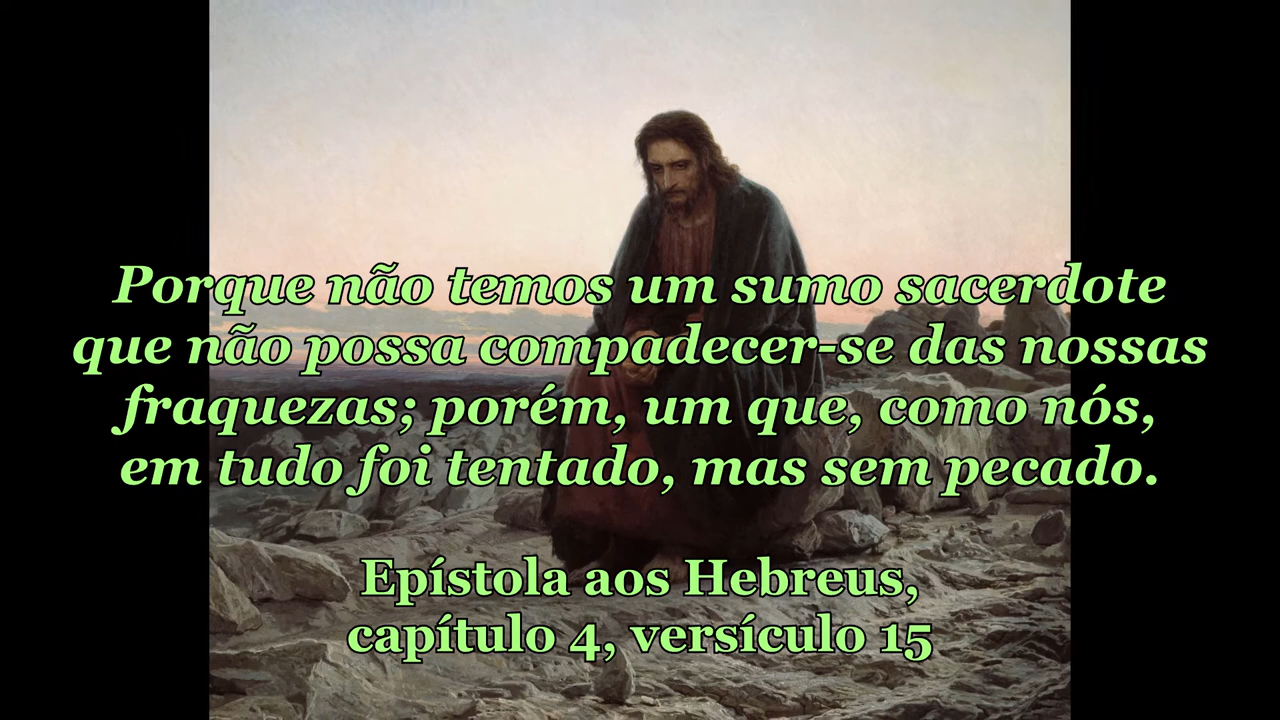 Porque não temos um sumo sacerdote
que não possa compadecer-se das nossas
fraquezas; porém, um que, como nós,
em tudo foi tentado, mas sem pecado.
Epístola aos Hebreus,
capítulo 4, versículo 15